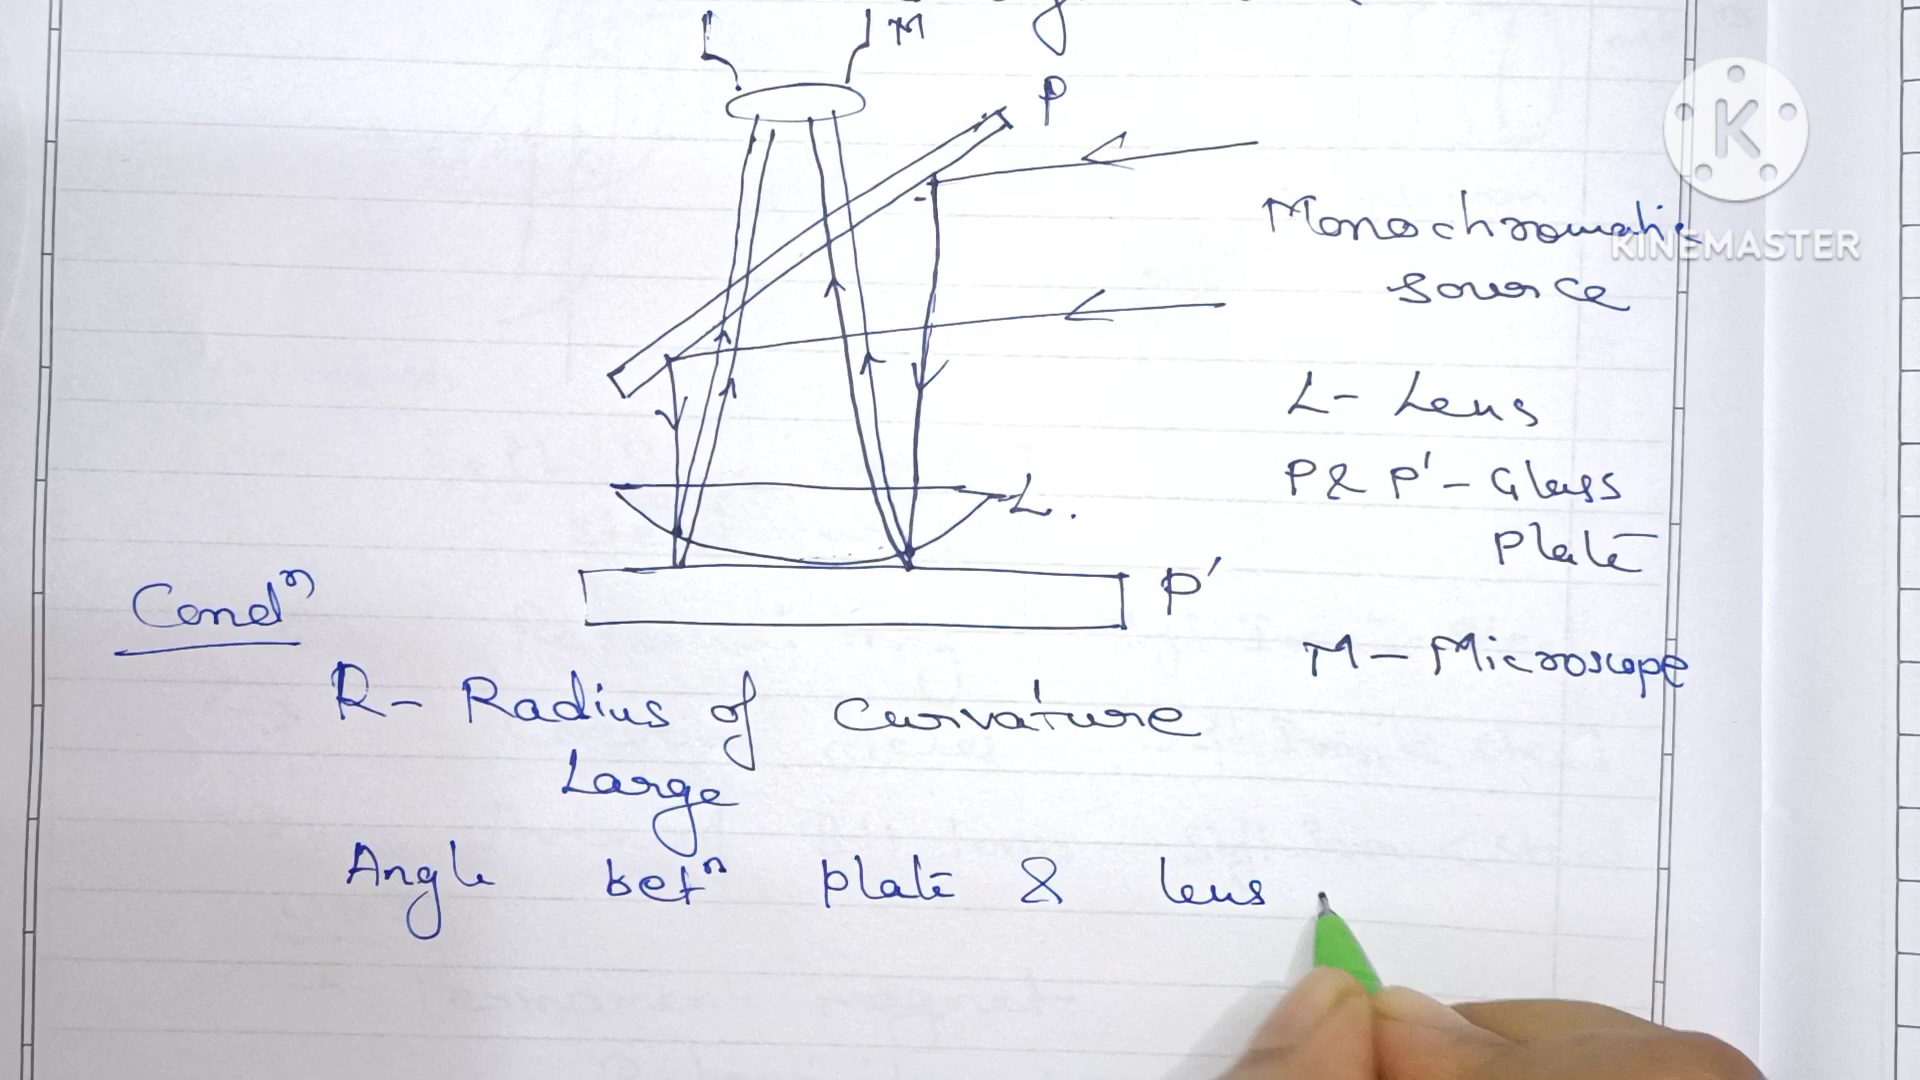 M
P
Monochromatic
source
K
KINEMASTER
L- Lens
P & P' - Glass
Plate
L.
P'
Condⁿ
M - Microscope
R- Radius of Curvature
Large
Angle betⁿ plate & lens